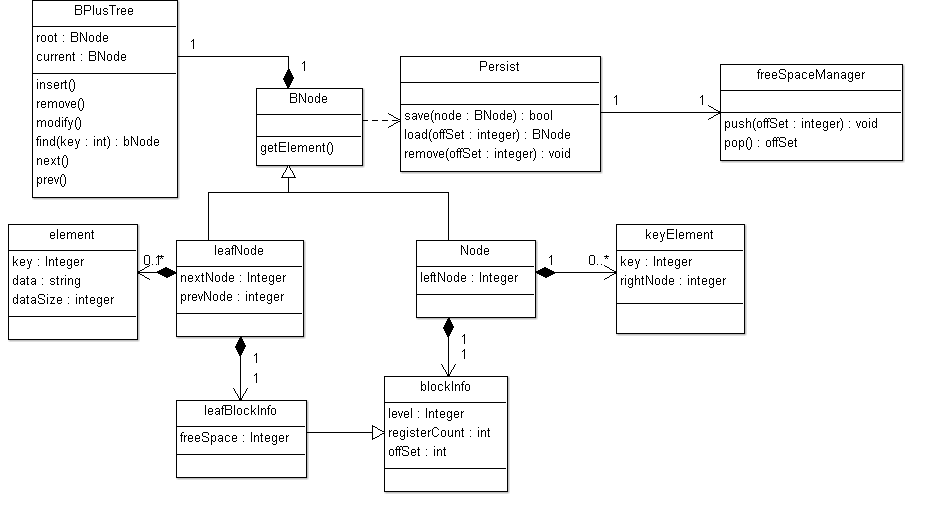 BPlusTree
root : BNode
current : BNode
insert()
remove()
modify()
find(key : int) : bNode
next()
prev()
1
1
BNode
getElement()
Persist
save(node : BNode) : bool
load(offSet : integer) : BNode
remove(offSet : integer) : void
1
1
freeSpaceManager
push(offSet : integer) : void
pop() : offSet
element
key : Integer
data : string
dataSize : integer
leafNode
nextNode : Integer
prevNode : integer
Node
leftNode : Integer
1
0..*
keyElement
key : Integer
rightNode : integer
1
1
1
1
leafBlockInfo
freeSpace : Integer
blockInfo
level : Integer
registerCount : int
offSet : int